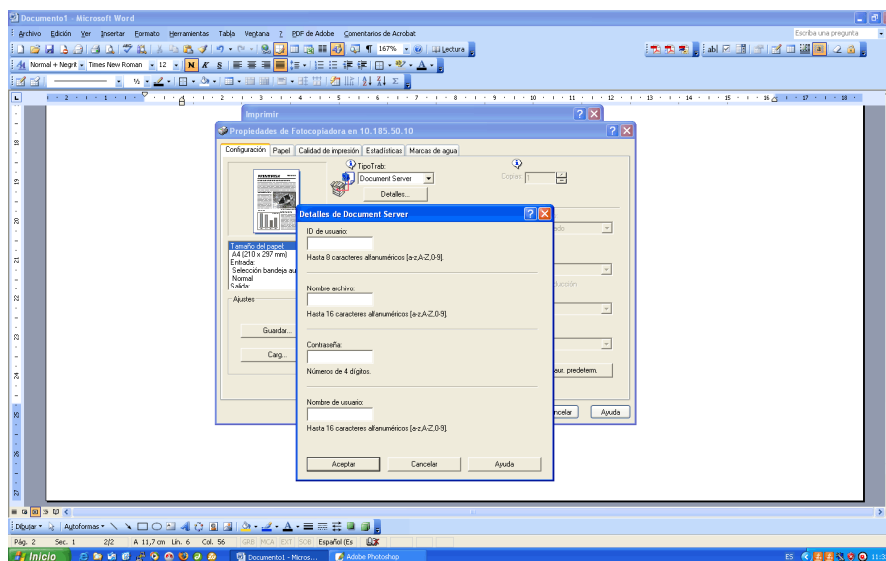 Documento1 - Microsoft Word
Archivo Edición Ver Insertar Formato Herramientas Tabla Ventana ? PDF de Adobe Comentarios de Acrobat
Escriba una pregunta
167% Lectura
Normal + Negrit Times New Roman 12 N K S
Imprimir
Propiedades de Fotocopiadora en 10.185.50.10
Configuración Papel Calidad de impresión Estadísticas Marcas de agua
TipoTrab:
Document Server
Copias: 1
Detalles...
Detalles de Document Server
ID de usuario:
Hasta 8 caracteres alfanuméricos [a-z,A-Z,0-9].
Nombre archivo:
Hasta 16 caracteres alfanuméricos [a-z,A-Z,0-9].
Contraseña:
Números de 4 dígitos.
Nombre de usuario:
Hasta 16 caracteres alfanuméricos [a-z,A-Z,0-9].
Aceptar Cancelar Ayuda
Tamaño del papel:
A4 (210 x 297 mm)
Entrada:
Selección bandeja au
Normal
Salida:
Ajustes
Guardar...
Carg...
aur. predeterm.
ncelar Ayuda
Dibujar Autoformas
Pág. 2 Sec. 1 2/2 A 11,7 cm Lín. 6 Col. 56 GRB MCA EXT SOB Español (Es
Inicio Documento1 - Micros... Adobe Photoshop ES 11:3